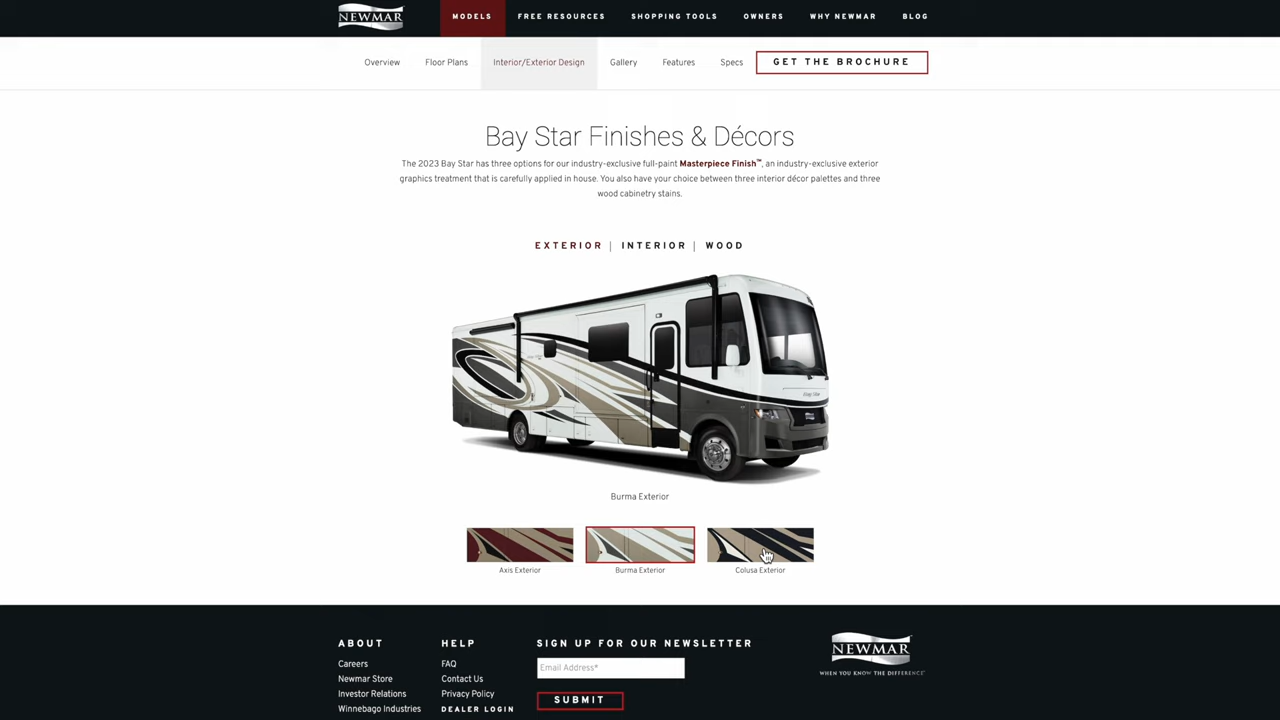 NEWMAR
MODELS
FREE RESOURCES
SHOPPING TOOLS
OWNERS
WHY NEWMAR
BLOG
Overview
Floor Plans
Interior/Exterior Design
Gallery
Features
Specs
GET THE BROCHURE
Bay Star Finishes & Décors
The 2023 Bay Star has three options for our industry-exclusive full-paint Masterpiece Finish™, an industry-exclusive exterior
graphics treatment that is carefully applied in house. You also have your choice between three interior décor palettes and three
wood cabinetry stains.
EXTERIOR | INTERIOR | WOOD
Burma Exterior
Axis Exterior
Burma Exterior
Colusa Exterior
ABOUT
Careers
Newmar Store
Investor Relations
Winnebago Industries
HELP
FAQ
Contact Us
Privacy Policy
DEALER LOGIN
SIGN UP FOR OUR NEWSLETTER
Email Address*
SUBMIT
NEWMAR
WHEN YOU KNOW THE DIFFERENCE